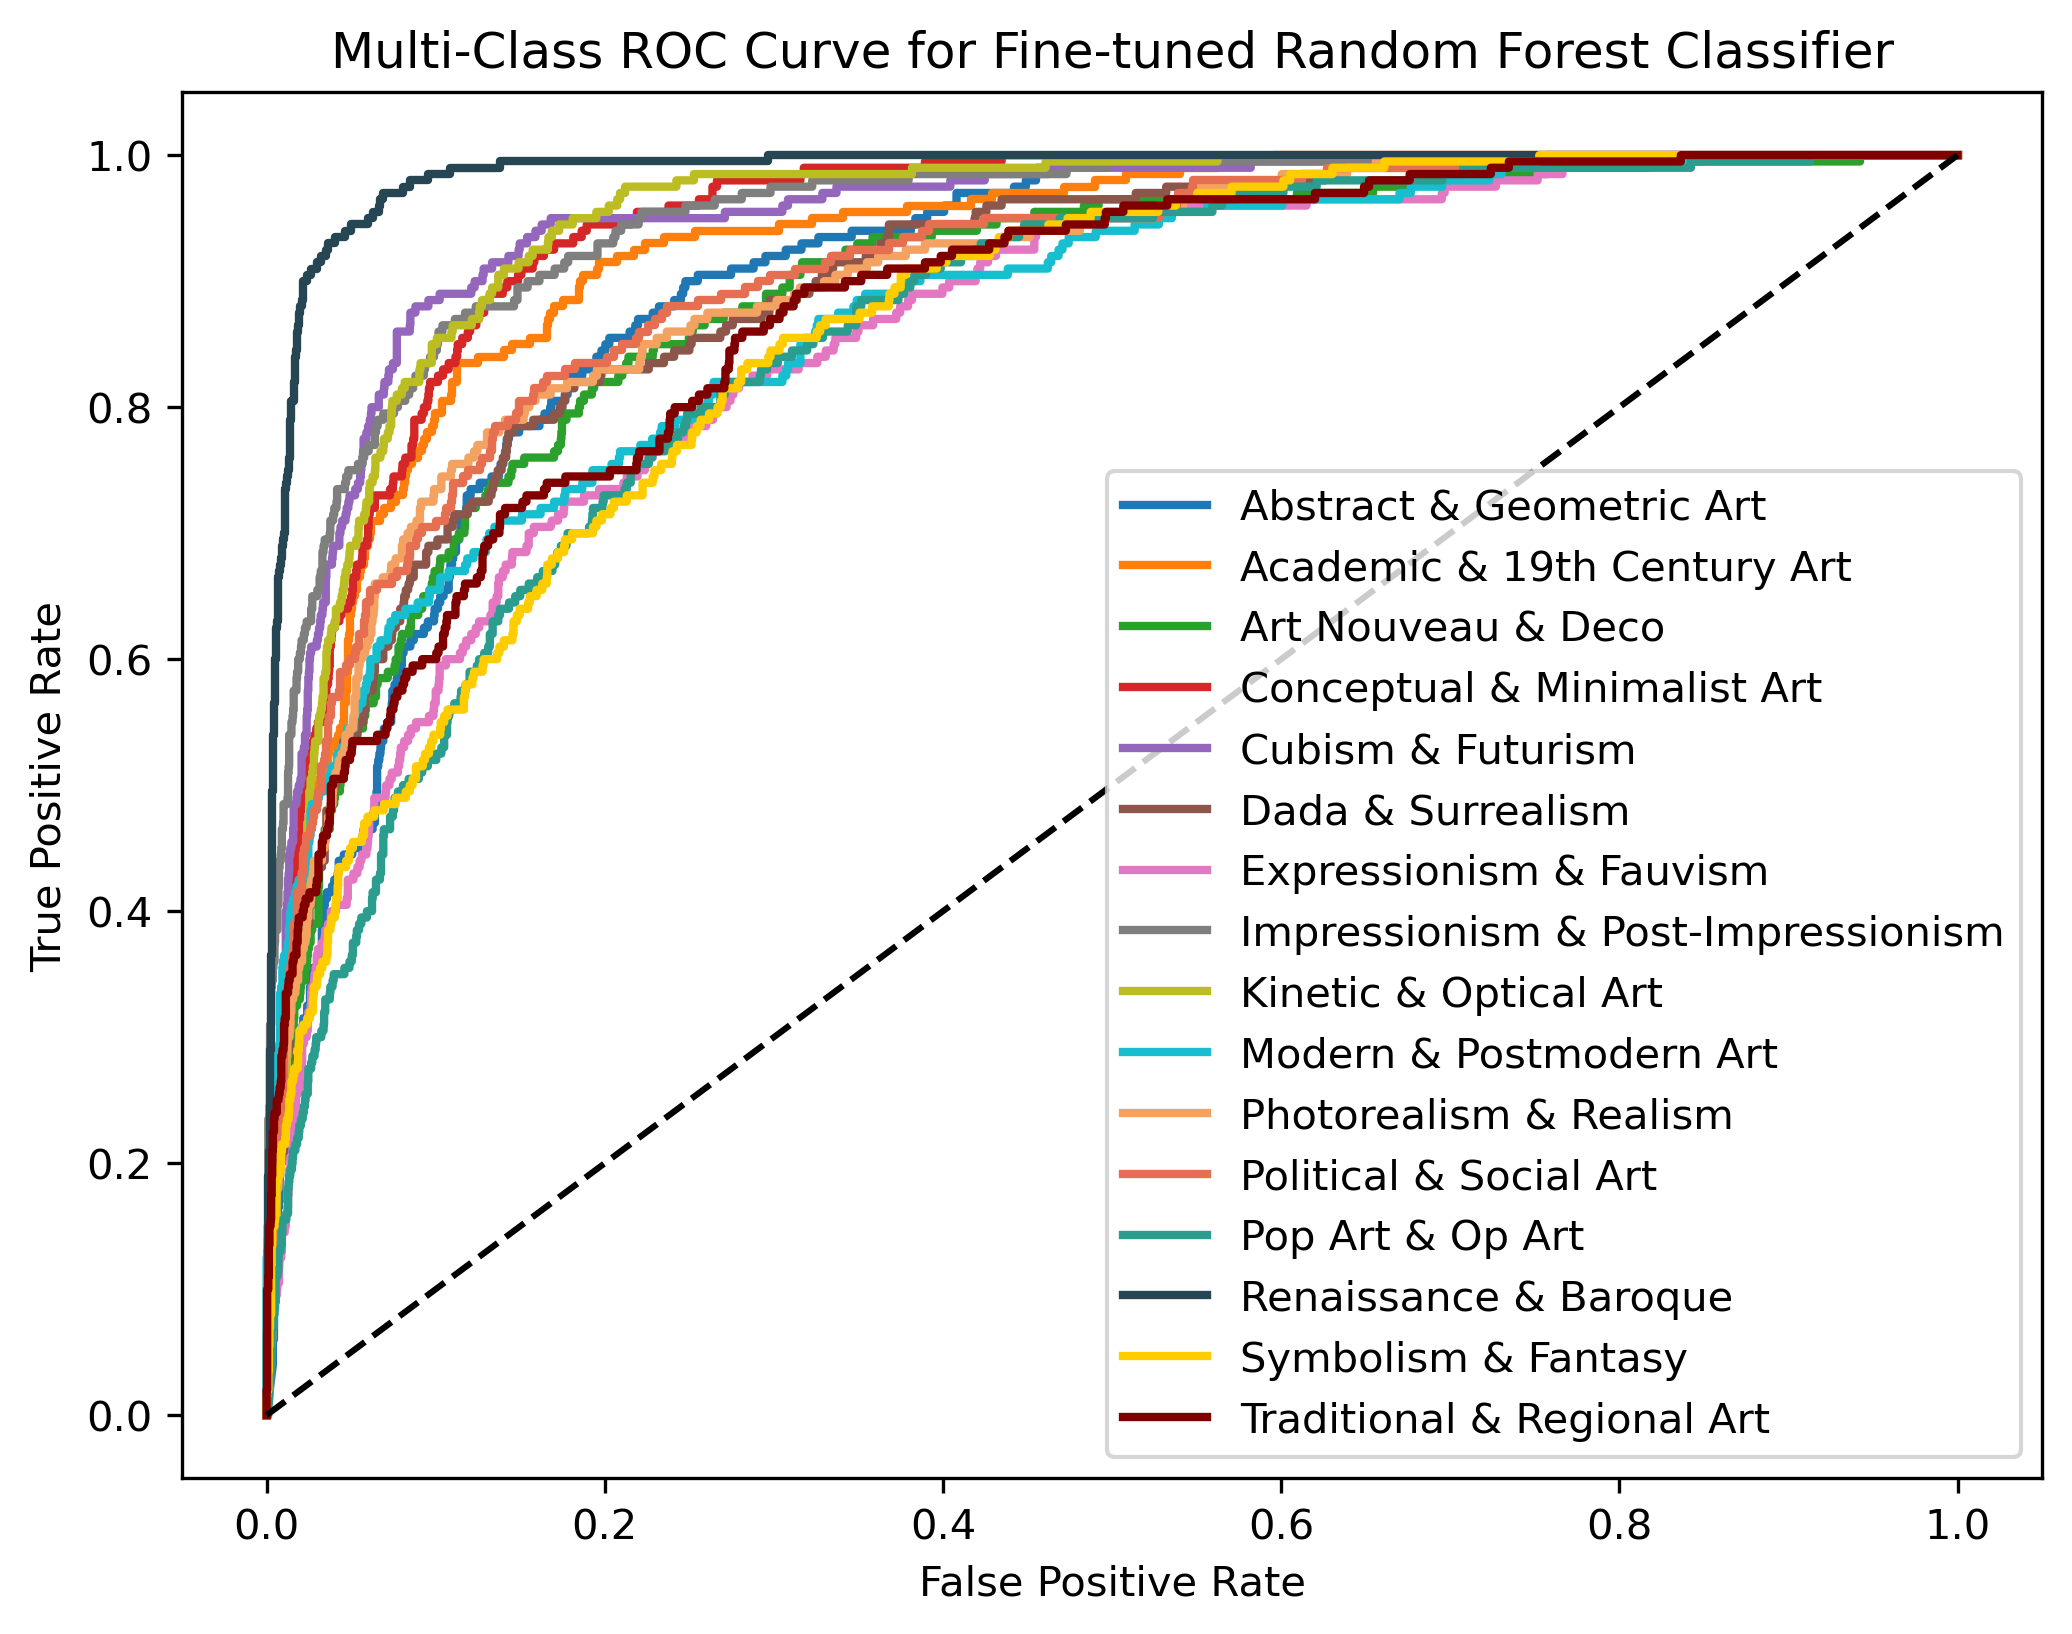 Multi-Class ROC Curve for Fine-tuned Random Forest Classifier
True Positive Rate
1.0
0.8
0.6
0.4
0.2
0.0
Abstract & Geometric Art
Academic & 19th Century Art
Art Nouveau & Deco
Conceptual & Minimalist Art
Cubism & Futurism
Dada & Surrealism
Expressionism & Fauvism
Impressionism & Post-Impressionism
Kinetic & Optical Art
Modern & Postmodern Art
Photorealism & Realism
Political & Social Art
Pop Art & Op Art
Renaissance & Baroque
Symbolism & Fantasy
Traditional & Regional Art
0.0 0.2 0.4 0.6 0.8 1.0
False Positive Rate